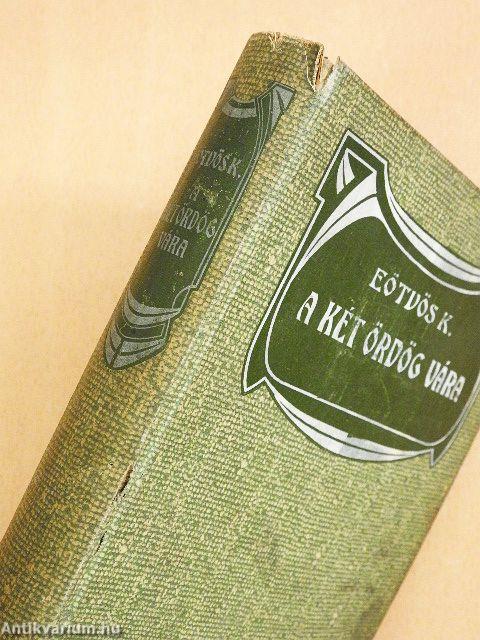 EÖTVÖS K.
A
KÉT ÖRDÖG
VÁRA
EÖTVÖS K.
A KÉT ÖRDÖG VÁRA
Antikvarium.hu